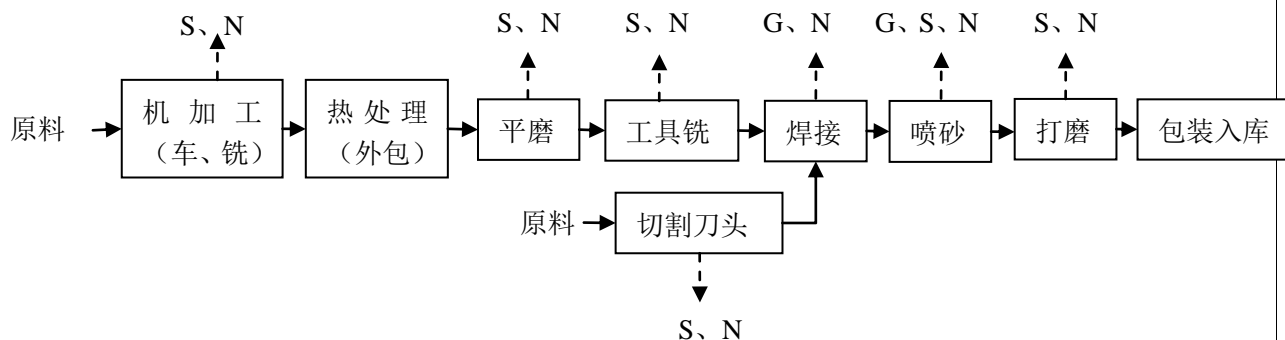 S、N
S、N
S、N
G、N
G、S、N
S、N
原料
机加工
（车、铣）
热处理
（外包）
平磨
工具铣
焊接
喷砂
打磨
包装入库
原料
切割刀头
S、N